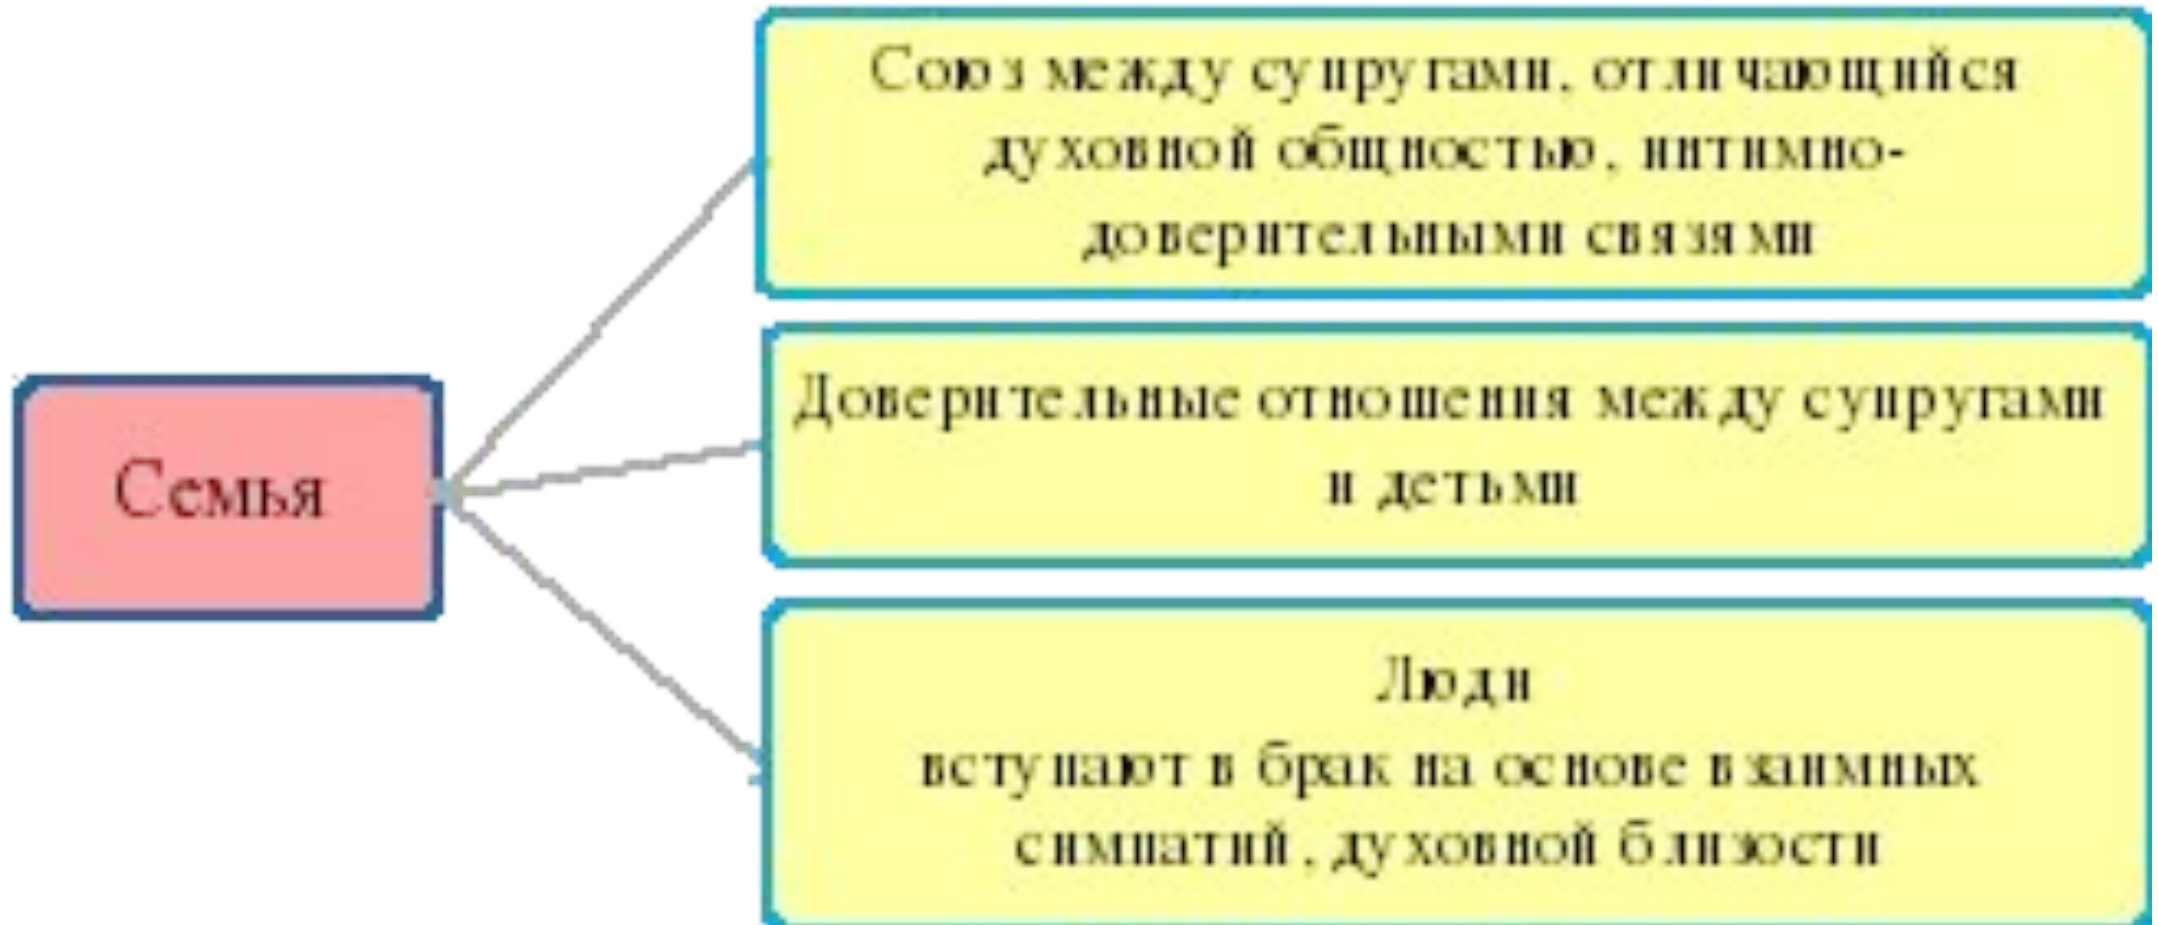 Семья
Союз между супругами, отличающийся
духовной общностью, интимно-
доверительными связями
Доверительные отношения между супругами
и детьми
Люди
вступают в брак на основе взаимных
симпатий, духовной близости